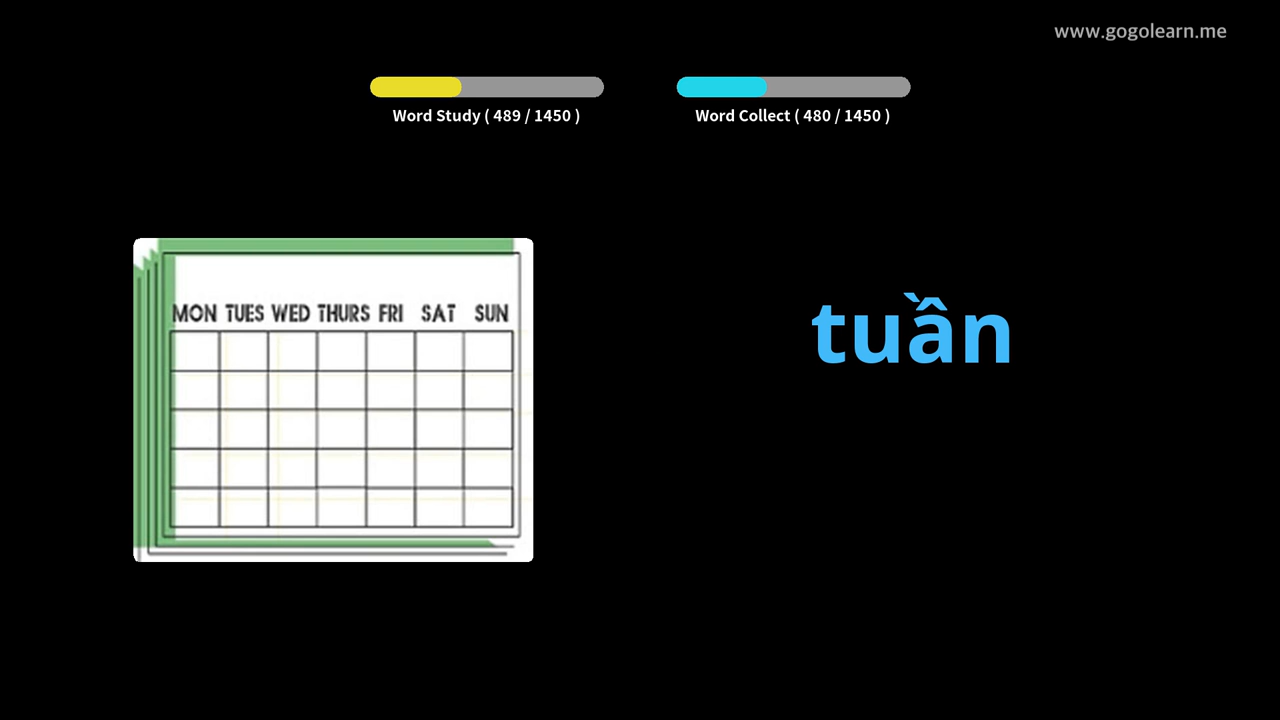 www.gogolearn.me
Word Study ( 489 / 1450 )
Word Collect ( 480 / 1450 )
MON TUES WED THURS FRI SAT SUN
tuần